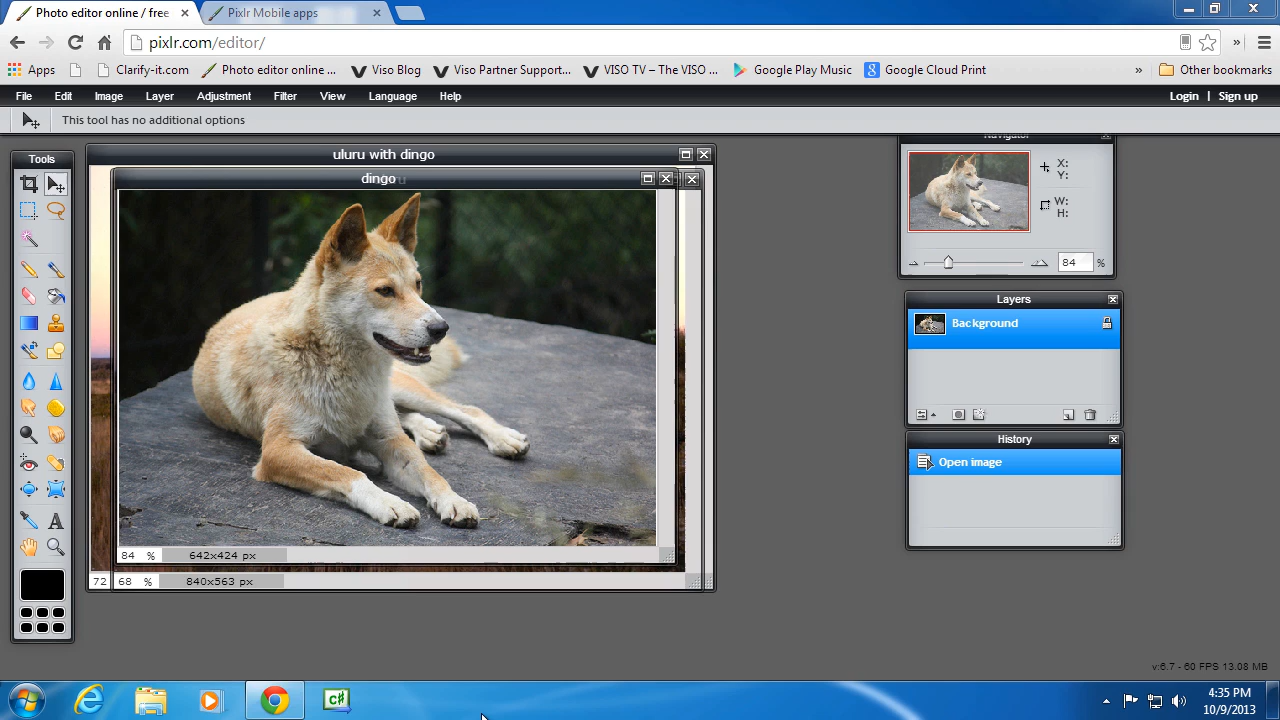 Photo editor online / free
Pixlr Mobile apps
pixlr.com/editor/
Apps
Clarify-it.com
Photo editor online ...
Viso Blog
Viso Partner Support...
VISO TV – The VISO ...
Google Play Music
Google Cloud Print
»
Other bookmarks
File Edit Image Layer Adjustment Filter View Language Help
Login | Sign up
This tool has no additional options
Tools
uluru with dingo
dingo
Navigator
X:
Y:
W:
H:
84 %
Layers
Background
History
Open image
84 % 642x424 px
72 68 % 840x563 px
v:6.7 - 60 FPS 13.08 MB
4:35 PM
10/9/2013